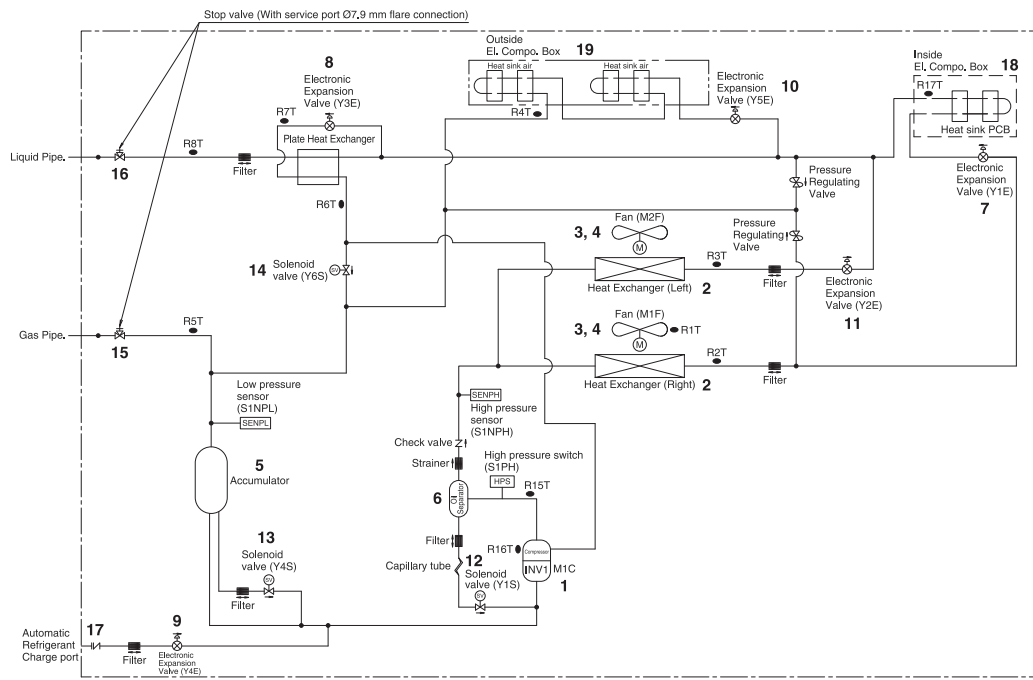 Stop valve (With service port Ø7.9 mm flare connection)
8
Electronic
Expansion
Valve (Y3E)
R7T
Plate Heat Exchanger
Outside
El. Compo. Box
19
Heat sink air
Heat sink air
R4T
Electronic
Expansion
Valve (Y5E)
10
Inside
El. Compo. Box
18
R17T
Heat sink PCB
Electronic
Expansion
Valve (Y1E)
7
Liquid Pipe.
16
R8T
Filter
R6T
Pressure
Regulating
Valve
Pressure
Regulating
Valve
14
Solenoid
valve (Y6S)
SV
3, 4
Fan (M2F)
M
R3T
Heat Exchanger (Left)
2
Filter
Electronic
Expansion
Valve (Y2E)
11
Gas Pipe.
15
R5T
3, 4
Fan (M1F)
R1T
M
R2T
Heat Exchanger (Right)
2
Filter
Low pressure
sensor
(S1NPL)
SENPL
SENPH
High pressure
sensor
(S1NPH)
Check valve
Strainer
High pressure switch
(S1PH)
HPS
5
Accumulator
6
Oil
Separator
R15T
Filter
R16T
Compressor
INV1
M1C
1
Capillary tube
12
Solenoid
valve (Y1S)
SV
13
Solenoid
valve (Y4S)
SV
Filter
Automatic
Refrigerant
Charge port
17
Filter
9
Electronic
Expansion
Valve (Y4E)